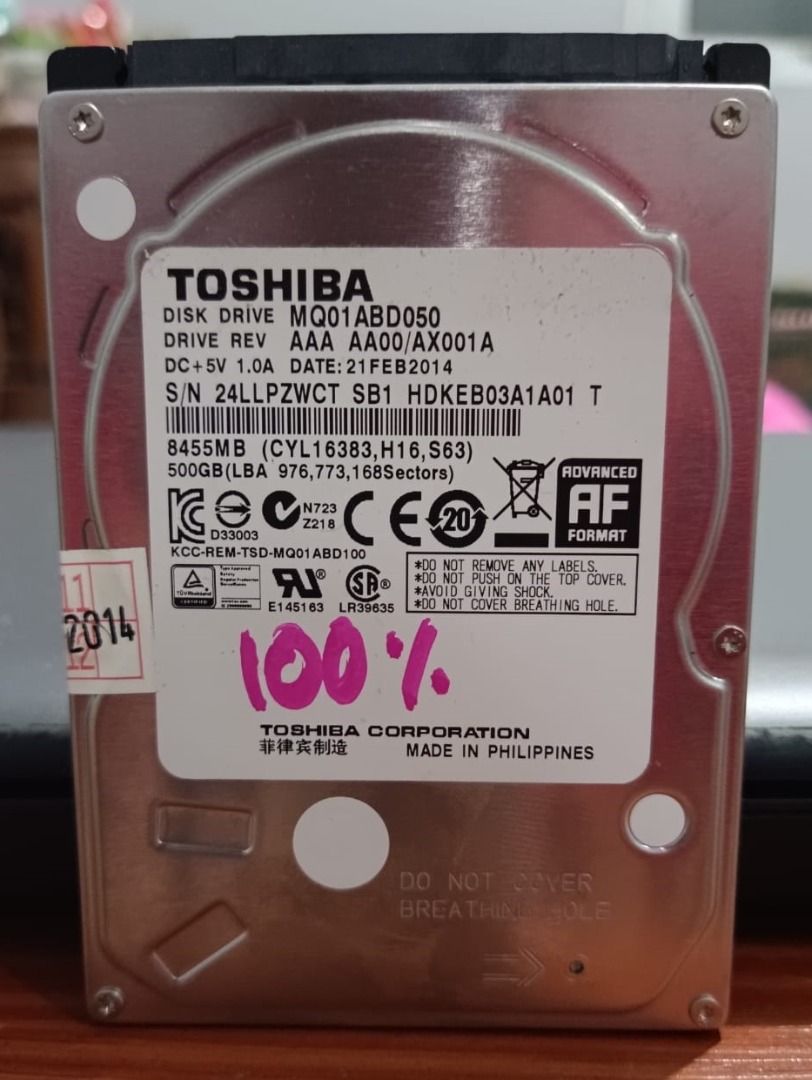 TOSHIBA
DISK DRIVE MQ01ABD050
DRIVE REV AAA AA00/AX001A
DC+5V 1.0A DATE:21FEB2014
S/N 24LLPZWCT SB1 HDKEB03A1A01 T
8455MB (CYL16383,H16,S63)
500GB(LBA 976,773,168Sectors)
D33003
N723
Z218
CE
20
ADVANCED
AF
FORMAT
KCC-REM-TSD-MQ01ABD100
E145163
LR39635
*DO NOT REMOVE ANY LABELS.
*DO NOT PUSH ON THE TOP COVER.
*AVOID GIVING SHOCK.
*DO NOT COVER BREATHING HOLE.
11
2014
12
100%
TOSHIBA CORPORATION
菲律宾制造 MADE IN PHILIPPINES
DO NOT COVER
BREATHING HOLE